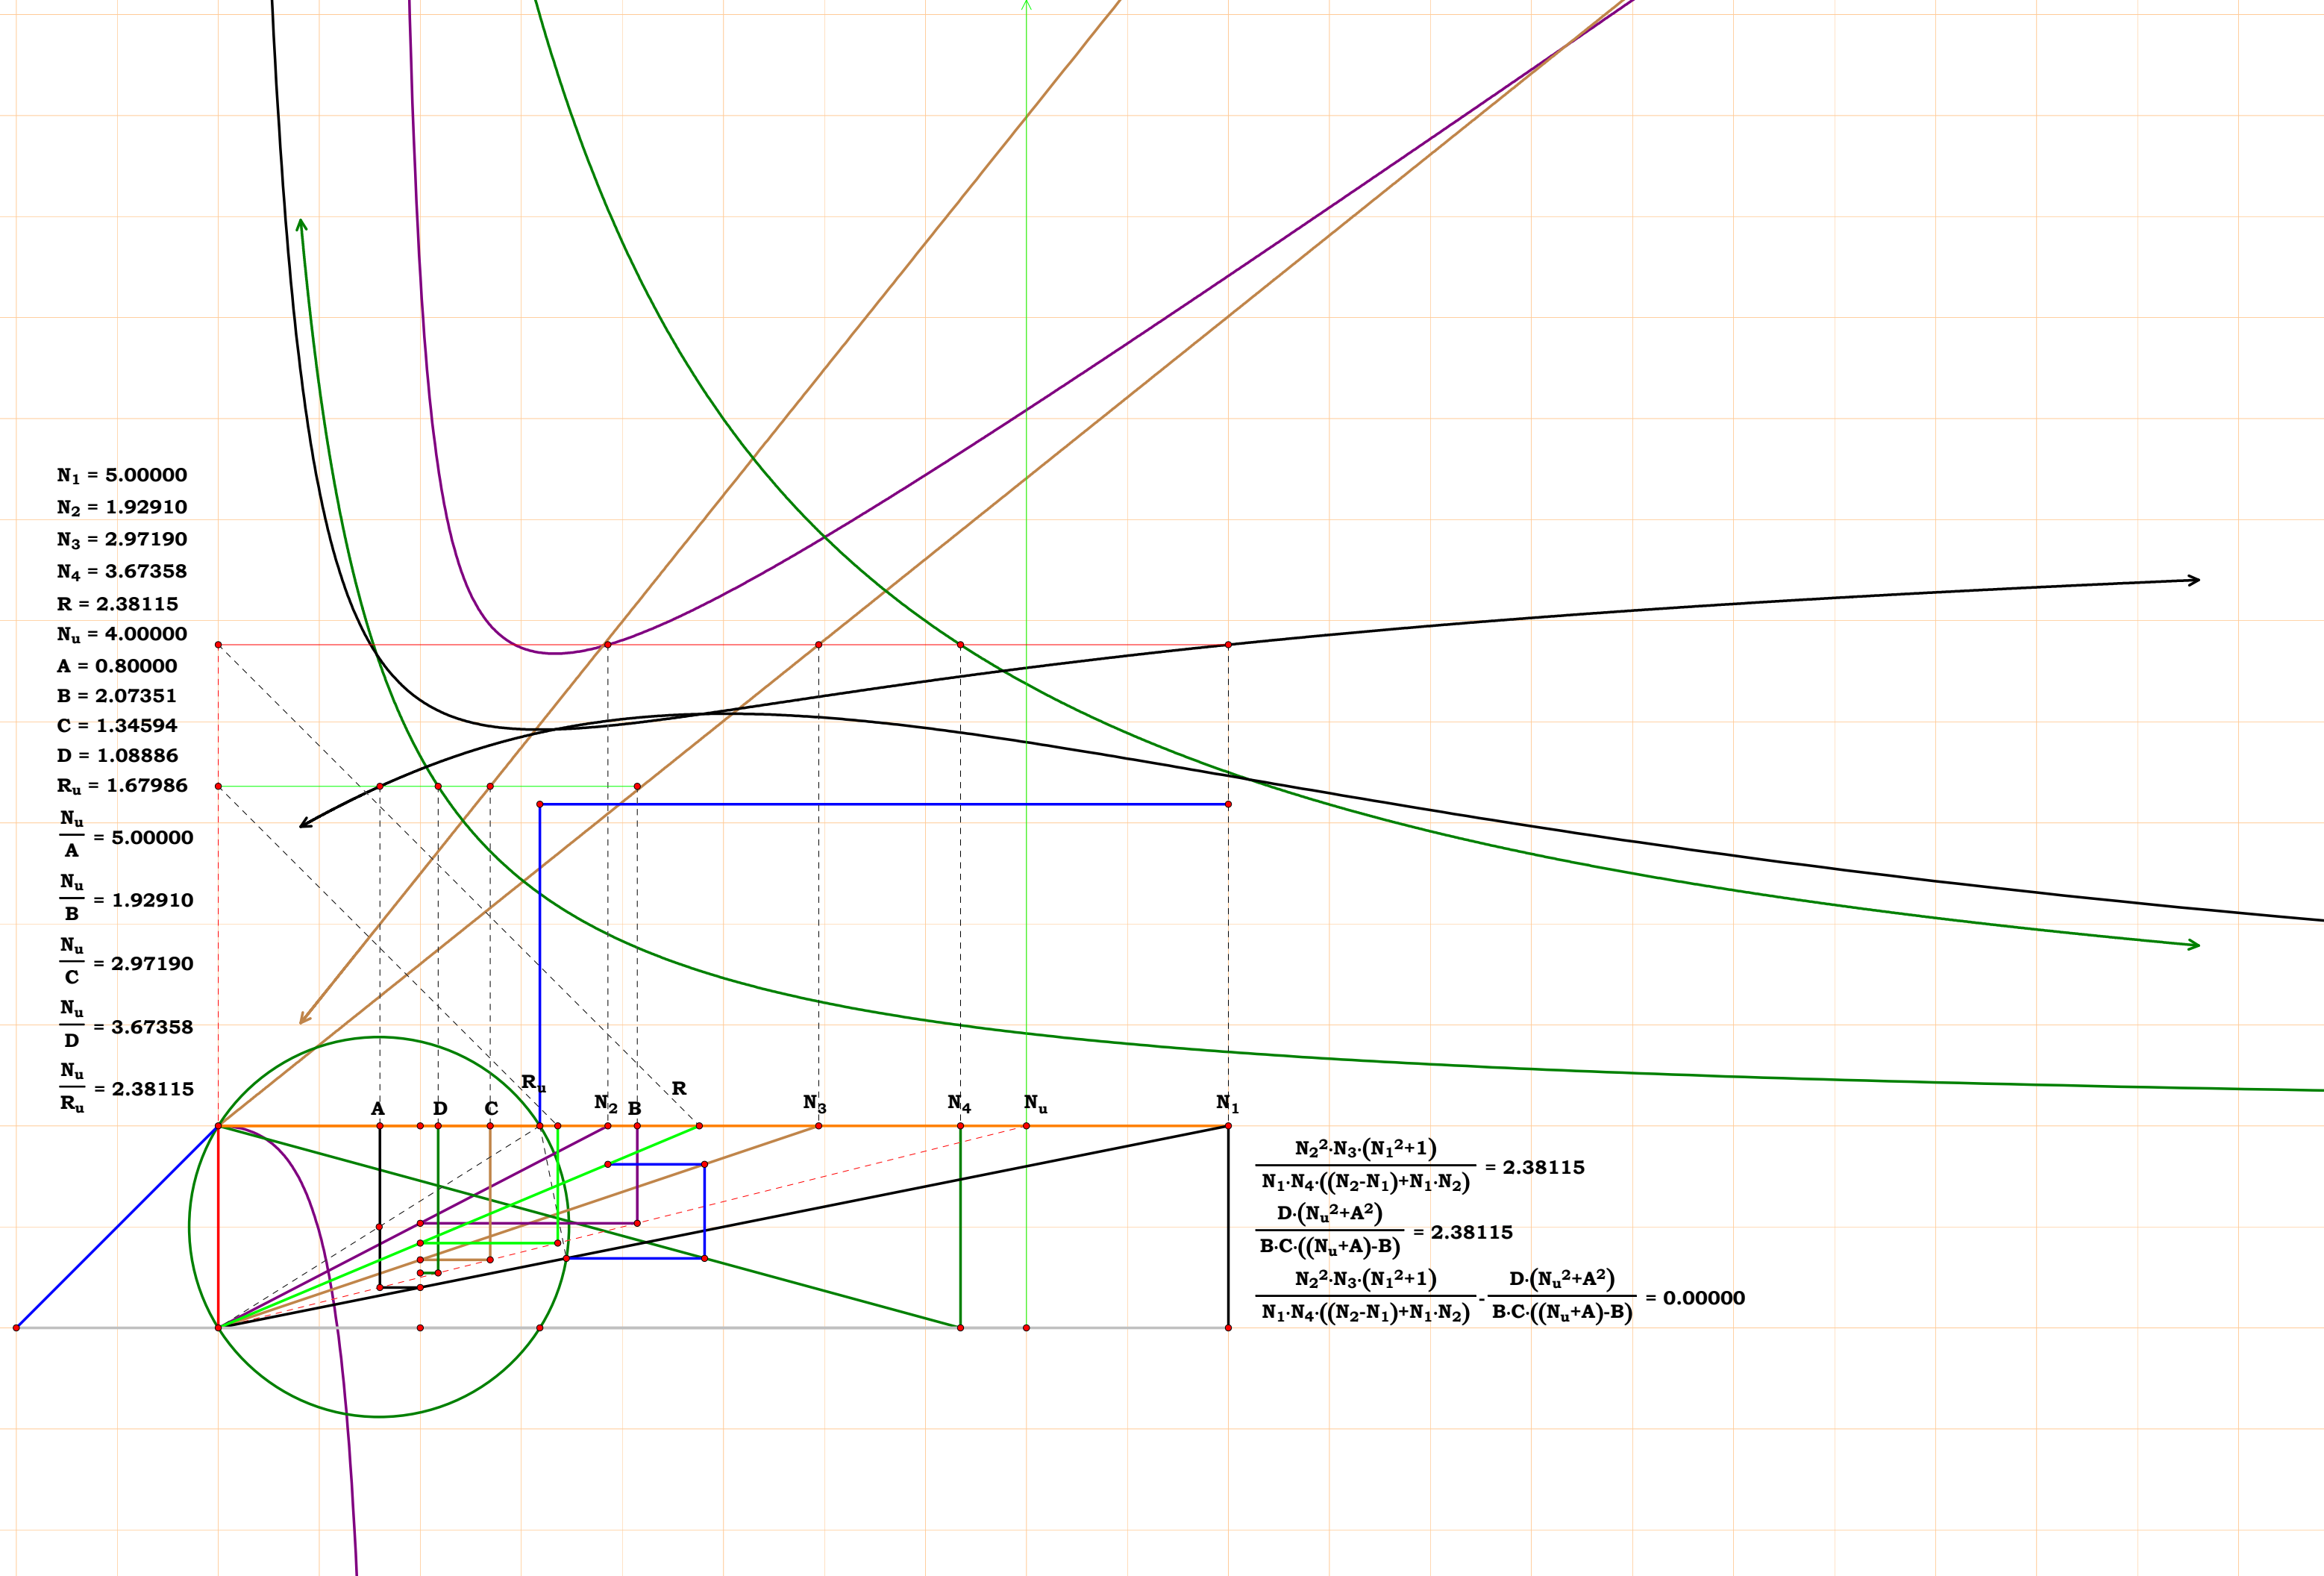 N₁ = 5.00000
N₂ = 1.92910
N₃ = 2.97190
N₄ = 3.67358
R = 2.38115
Nᵤ = 4.00000
A = 0.80000
B = 2.07351
C = 1.34594
D = 1.08886
Rᵤ = 1.67986
Nᵤ/A = 5.00000
Nᵤ/B = 1.92910
Nᵤ/C = 2.97190
Nᵤ/D = 3.67358
Nᵤ/Rᵤ = 2.38115
A D C Rᵤ N₂ B R N₃ N₄ Nᵤ N₁
N₂²·N₃·(N₁²+1) / N₁·N₄·((N₂-N₁)+N₁·N₂) = 2.38115
D·(Nᵤ²+A²) / B·C·((Nᵤ+A)-B) = 2.38115
N₂²·N₃·(N₁²+1) / N₁·N₄·((N₂-N₁)+N₁·N₂) - D·(Nᵤ²+A²) / B·C·((Nᵤ+A)-B) = 0.00000